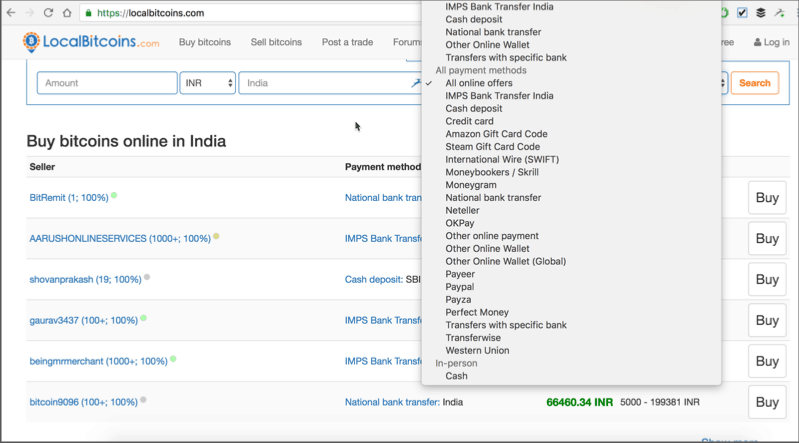 https://localbitcoins.com
LocalBitcoins.com
Buy bitcoins
Sell bitcoins
Post a trade
Forums
ree
Log in
Amount
INR
India
Search
IMPS Bank Transfer India
Cash deposit
National bank transfer
Other Online Wallet
Transfers with specific bank
All payment methods
✓ All online offers
IMPS Bank Transfer India
Cash deposit
Credit card
Amazon Gift Card Code
Steam Gift Card Code
International Wire (SWIFT)
Moneybookers / Skrill
Moneygram
National bank transfer
Neteller
OKPay
Other online payment
Other Online Wallet
Other Online Wallet (Global)
Payeer
Paypal
Payza
Perfect Money
Transfers with specific bank
Transferwise
Western Union
In-person
Cash
Buy bitcoins online in India
Seller Payment method
BitRemit (1; 100%) National bank tran Buy
AARUSHONLINESERVICES (1000+; 100%) IMPS Bank Transfe Buy
shovanprakash (19; 100%) Cash deposit: SBI Buy
gaurav3437 (100+; 100%) IMPS Bank Transfe Buy
beingmrmerchant (1000+; 100%) IMPS Bank Transfe Buy
bitcoin9096 (100+; 100%) National bank transfer: India 66460.34 INR 5000 - 199381 INR Buy
Show more